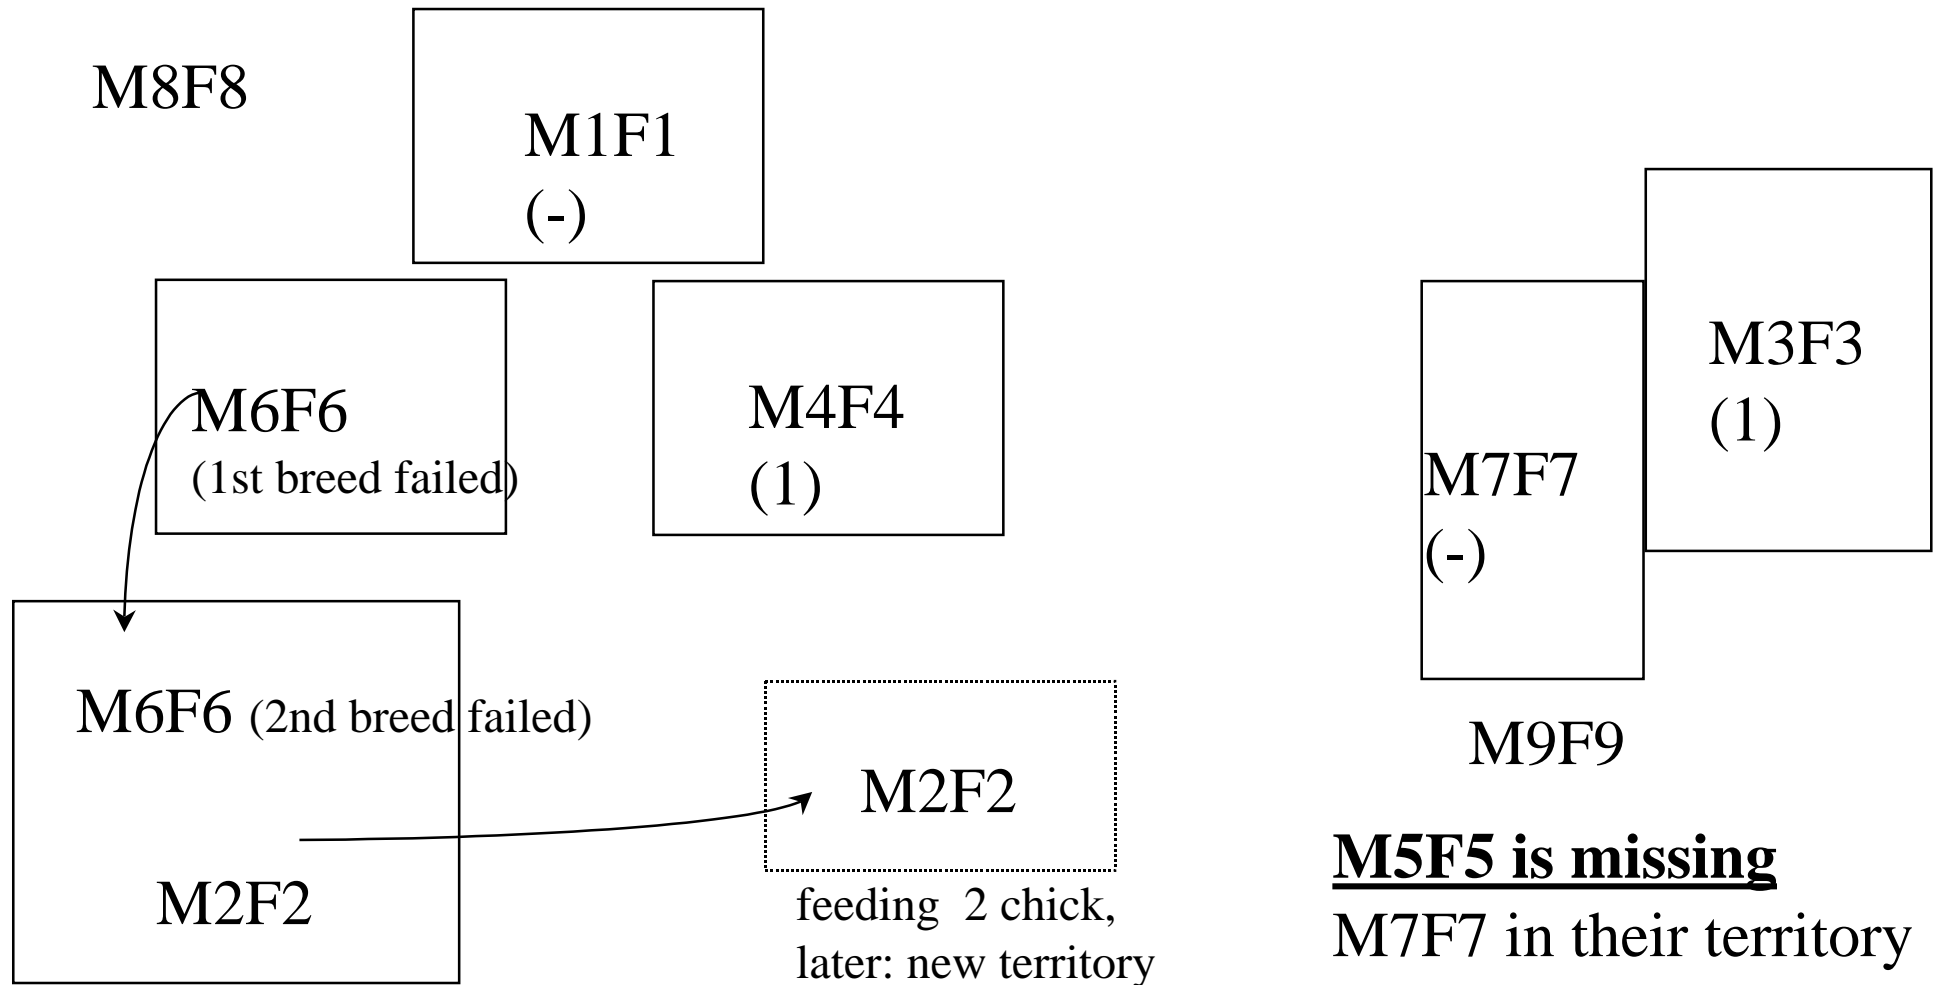 M8F8
M1F1
(-)
M6F6
(1st breed failed)
M4F4
(1)
M3F3
(1)
M7F7
(-)
M6F6 (2nd breed failed)
M2F2
M2F2
feeding 2 chick,
later: new territory
M9F9
M5F5 is missing
M7F7 in their territory